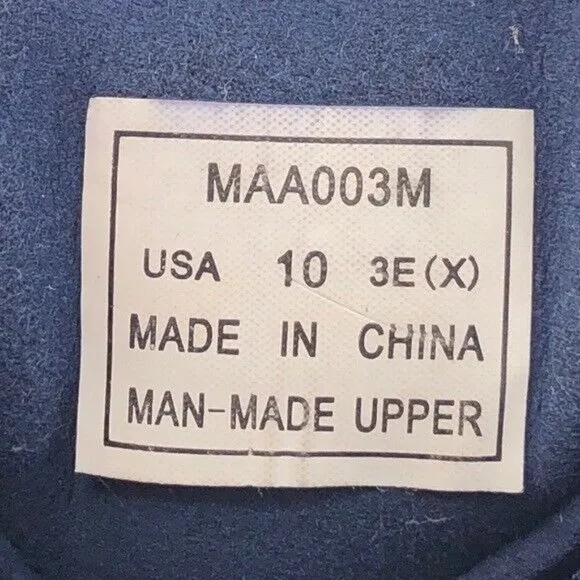 MAA003M
USA 10 3E(X)
MADE IN CHINA
MAN-MADE UPPER